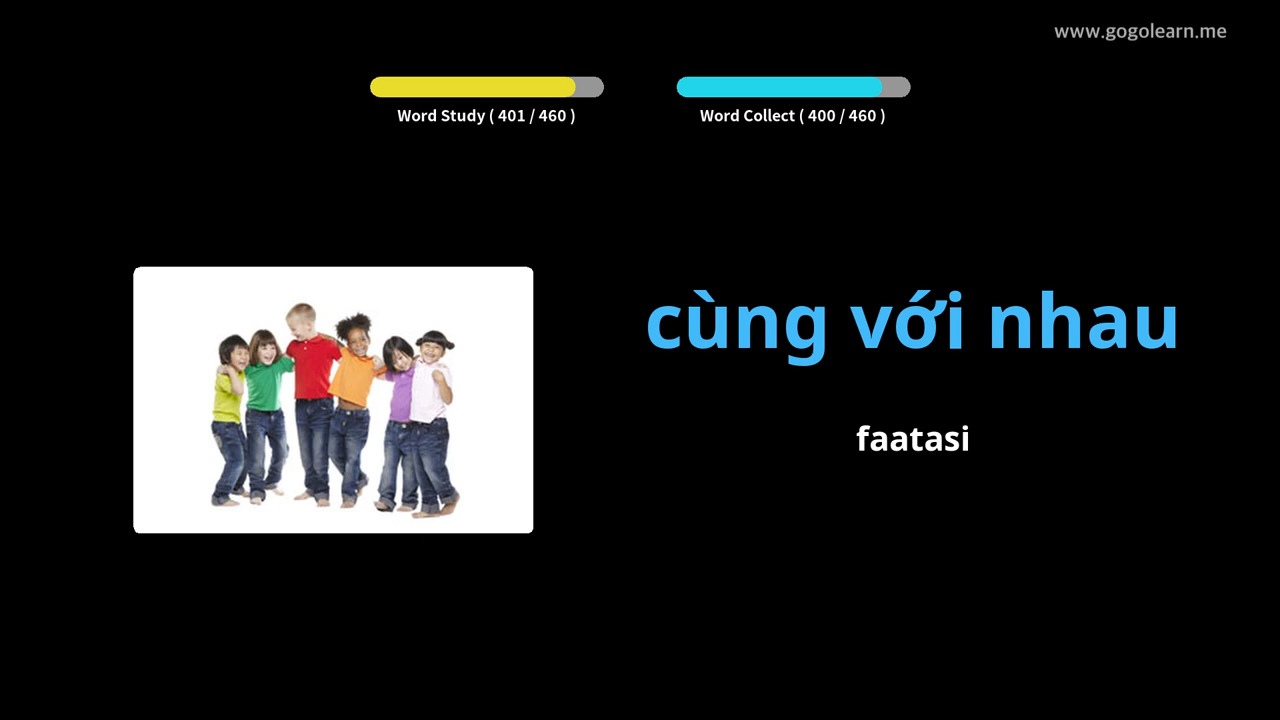 www.gogolearn.me
Word Study ( 401 / 460 )
Word Collect ( 400 / 460 )
cùng với nhau
faatasi